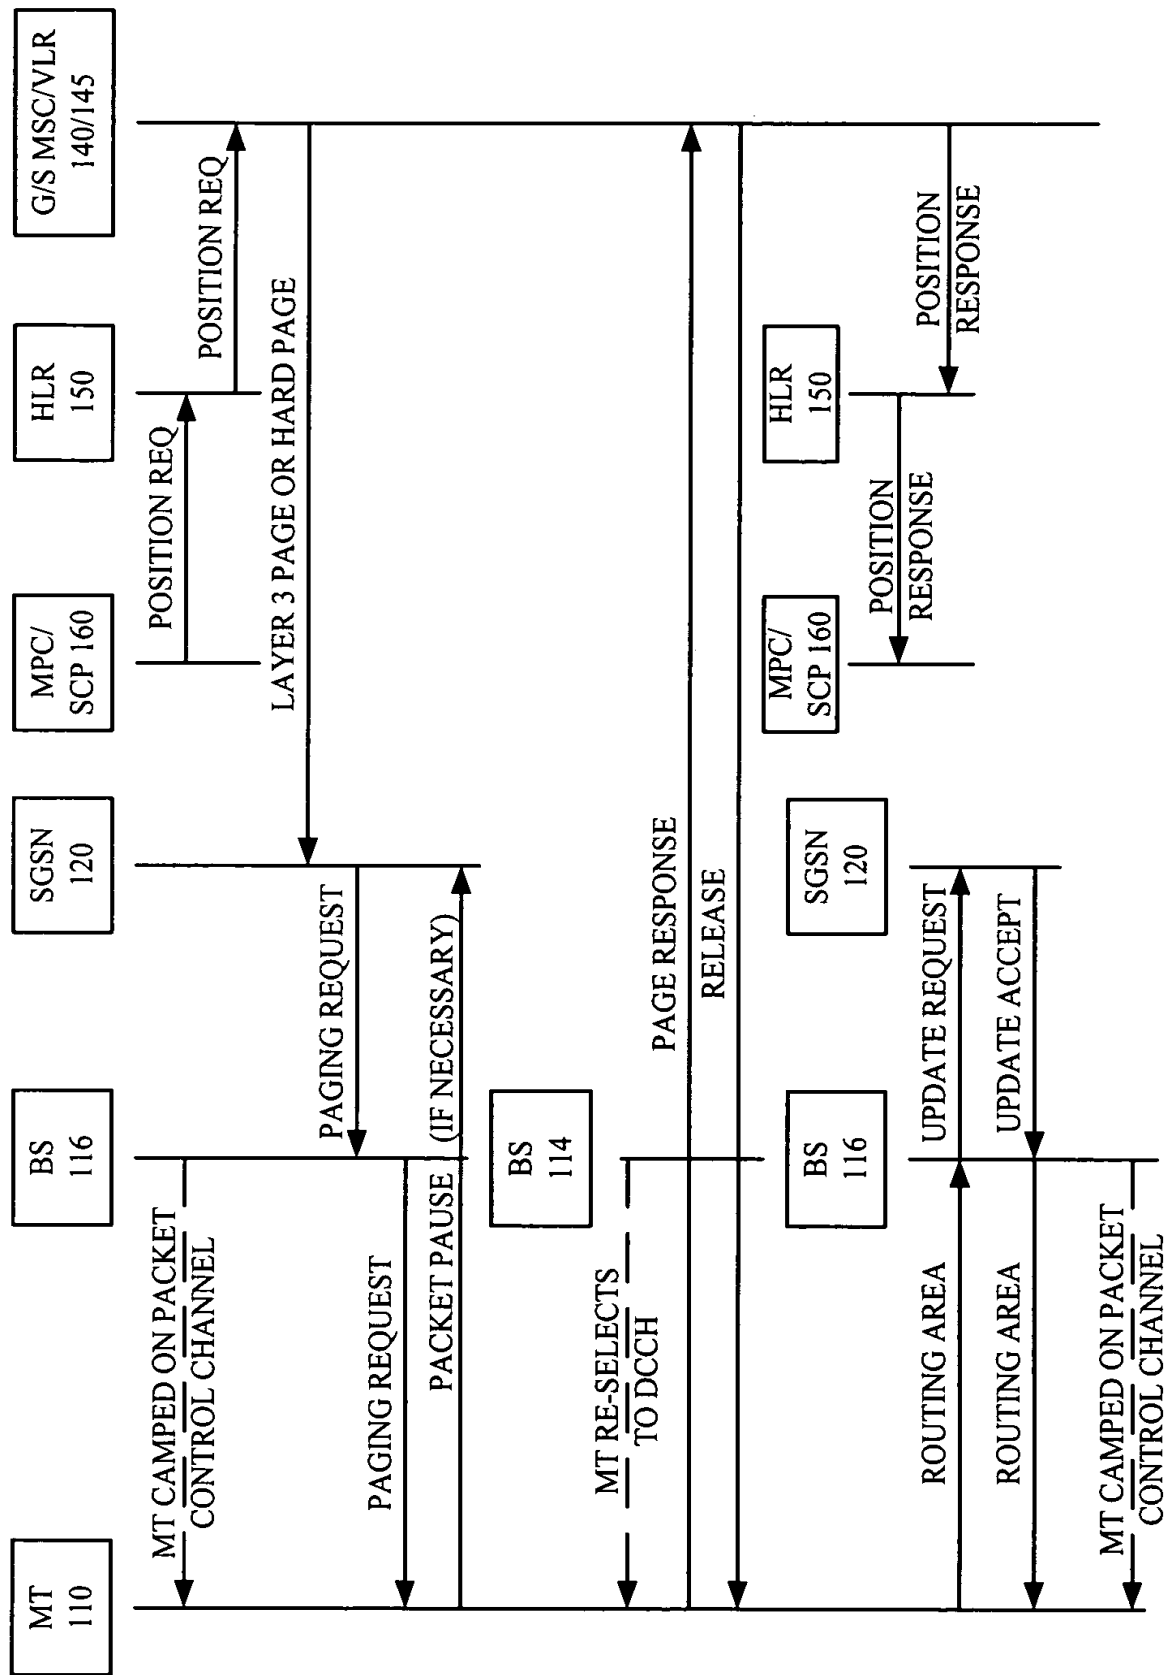 MT
110
BS
116
SGSN
120
MPC/
SCP 160
HLR
150
G/S MSC/VLR
140/145
MT CAMPED ON PACKET
CONTROL CHANNEL
POSITION REQ
POSITION REQ
LAYER 3 PAGE OR HARD PAGE
PAGING REQUEST
PAGING REQUEST
PACKET PAUSE (IF NECESSARY)
BS
114
MT RE-SELECTS
TO DCCH
PAGE RESPONSE
RELEASE
BS
116
SGSN
120
MPC/
SCP 160
HLR
150
POSITION
RESPONSE
POSITION
RESPONSE
ROUTING AREA
UPDATE REQUEST
ROUTING AREA
UPDATE ACCEPT
MT CAMPED ON PACKET
CONTROL CHANNEL